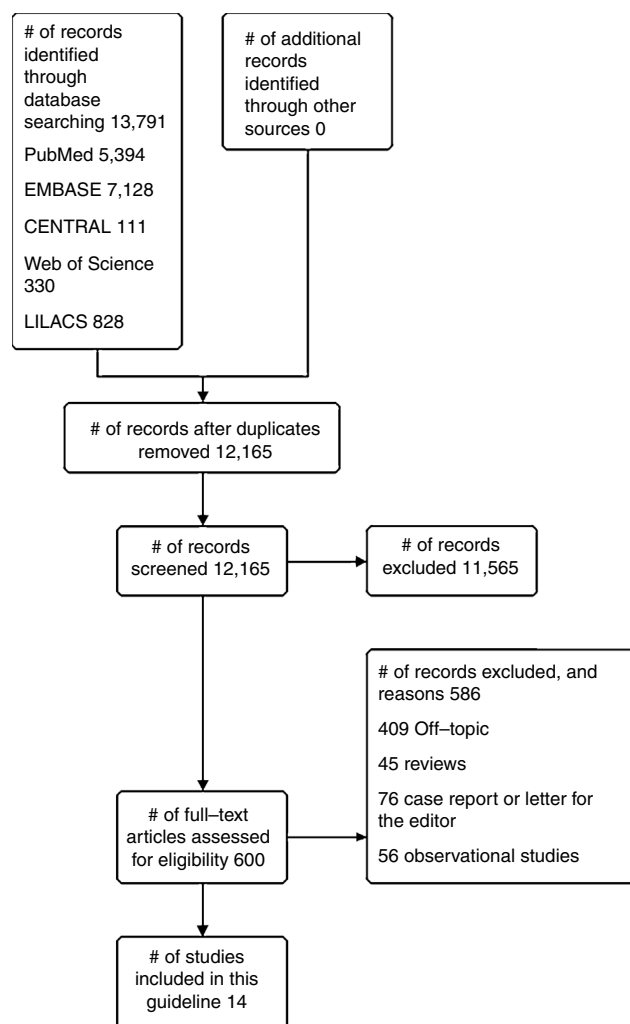 # of records
identified
through
database
searching 13,791
PubMed 5,394
EMBASE 7,128
CENTRAL 111
Web of Science
330
LILACS 828
# of additional
records
identified
through other
sources 0
# of records after duplicates
removed 12,165
# of records
screened 12,165
# of records
excluded 11,565
# of records excluded, and
reasons 586
409 Off–topic
45 reviews
76 case report or letter for
the editor
56 observational studies
# of full–text
articles assessed
for eligibility 600
# of studies
included in this
guideline 14